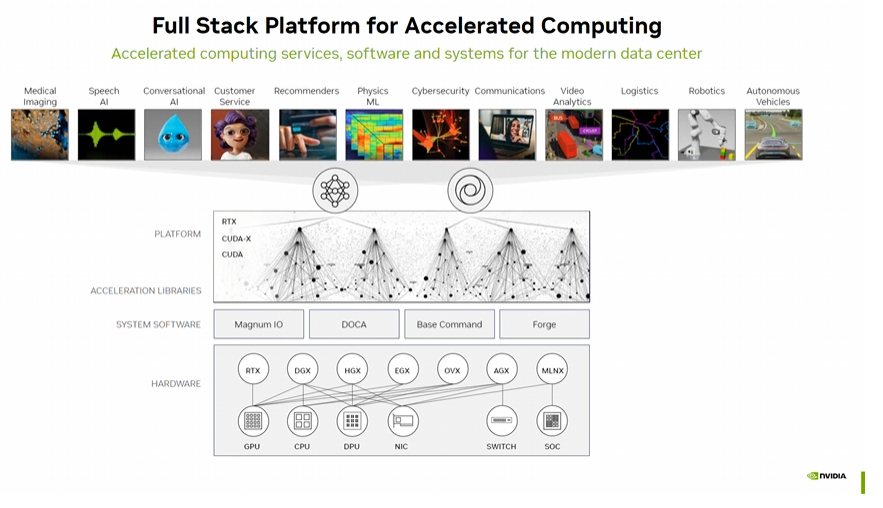 Full Stack Platform for Accelerated Computing
Accelerated computing services, software and systems for the modern data center
Medical
Imaging
Speech
AI
Conversational
AI
Customer
Service
Recommenders
Physics
ML
Cybersecurity
Communications
Video
Analytics
Logistics
Robotics
Autonomous
Vehicles
BUS
PLATFORM
RTX
CUDA-X
CUDA
ACCELERATION LIBRARIES
SYSTEM SOFTWARE
Magnum IO
DOCA
Base Command
Forge
HARDWARE
RTX
DGX
HGX
EGX
OVX
AGX
MLNX
GPU
CPU
DPU
NIC
SWITCH
SOC
NVIDIA